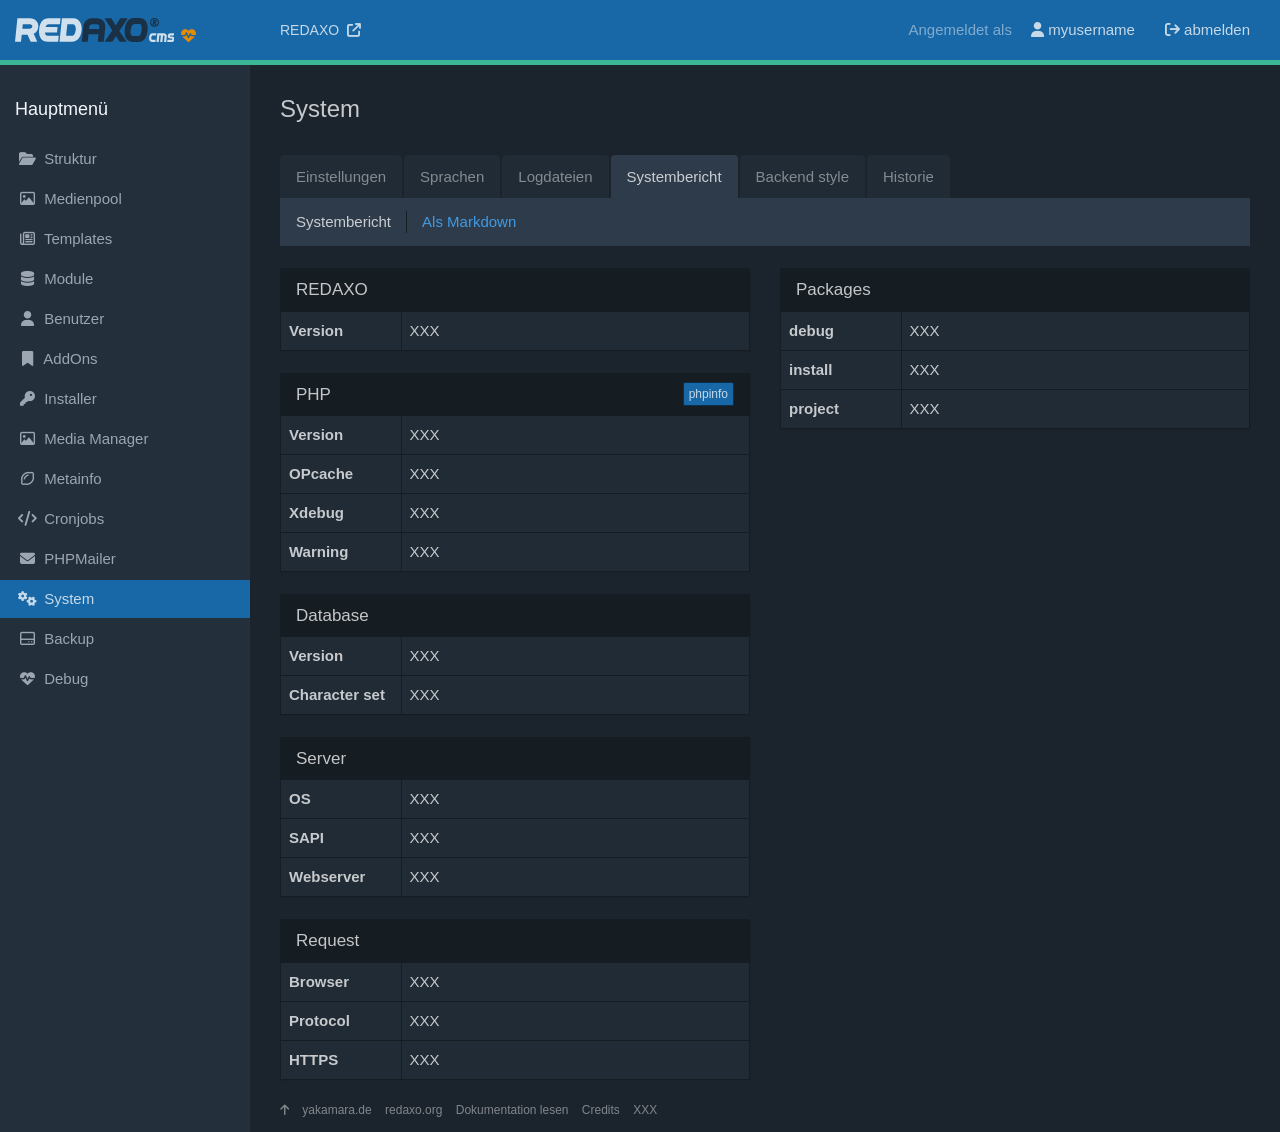 REDAXO® cms
REDAXO
Angemeldet als myusername abmelden
Hauptmenü
Struktur
Medienpool
Templates
Module
Benutzer
AddOns
Installer
Media Manager
Metainfo
Cronjobs
PHPMailer
System
Backup
Debug
System
Einstellungen Sprachen Logdateien Systembericht Backend style Historie
Systembericht Als Markdown
REDAXO
Version XXX
PHP phpinfo
Version XXX
OPcache XXX
Xdebug XXX
Warning XXX
Database
Version XXX
Character set XXX
Server
OS XXX
SAPI XXX
Webserver XXX
Request
Browser XXX
Protocol XXX
HTTPS XXX
Packages
debug XXX
install XXX
project XXX
yakamara.de redaxo.org Dokumentation lesen Credits XXX